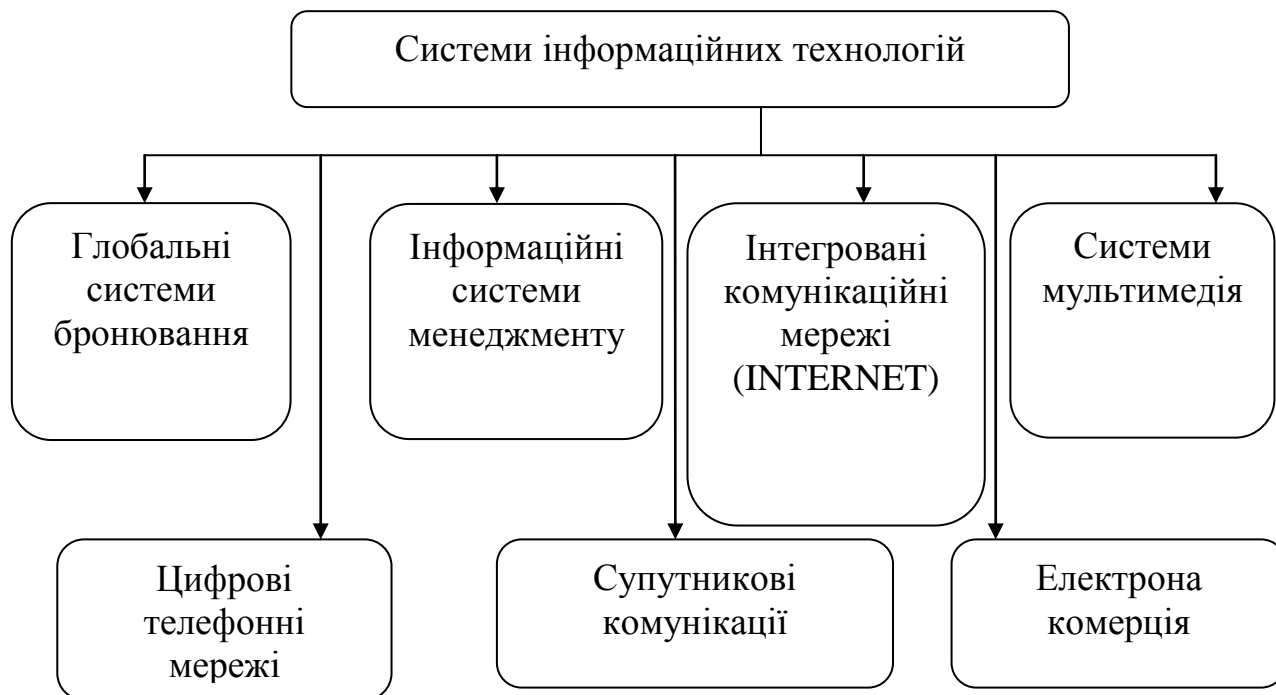 Системи інформаційних технологій
Глобальні
системи
бронювання
Інформаційні
системи
менеджменту
Інтегровані
комунікаційні
мережі
(INTERNET)
Системи
мультимедія
Цифрові
телефонні
мережі
Супутникові
комунікації
Електрона
комерція